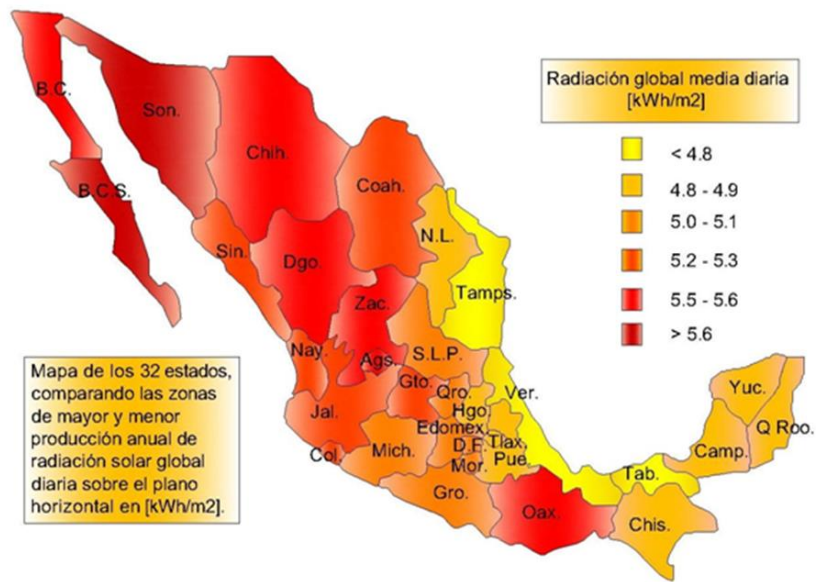 Radiación global media diaria
[kWh/m2]
< 4.8
4.8 - 4.9
5.0 - 5.1
5.2 - 5.3
5.5 - 5.6
> 5.6
B.C.
Son.
Chih.
B.C.S.
Coah.
Sin.
N.L.
Dgo.
Tamps.
Zac.
Nay.
Ags.
S.L.P.
Gto.
Qro.
Ver.
Yuc.
Jal.
Hgo.
Edomex.
Q Roo.
Col.
Mich.
D.F.
Tlax.
Camp.
Mor.
Pue.
Tab.
Gro.
Oax.
Chis.
Mapa de los 32 estados,
comparando las zonas
de mayor y menor
producción anual de
radiación solar global
diaria sobre el plano
horizontal en [kWh/m2].